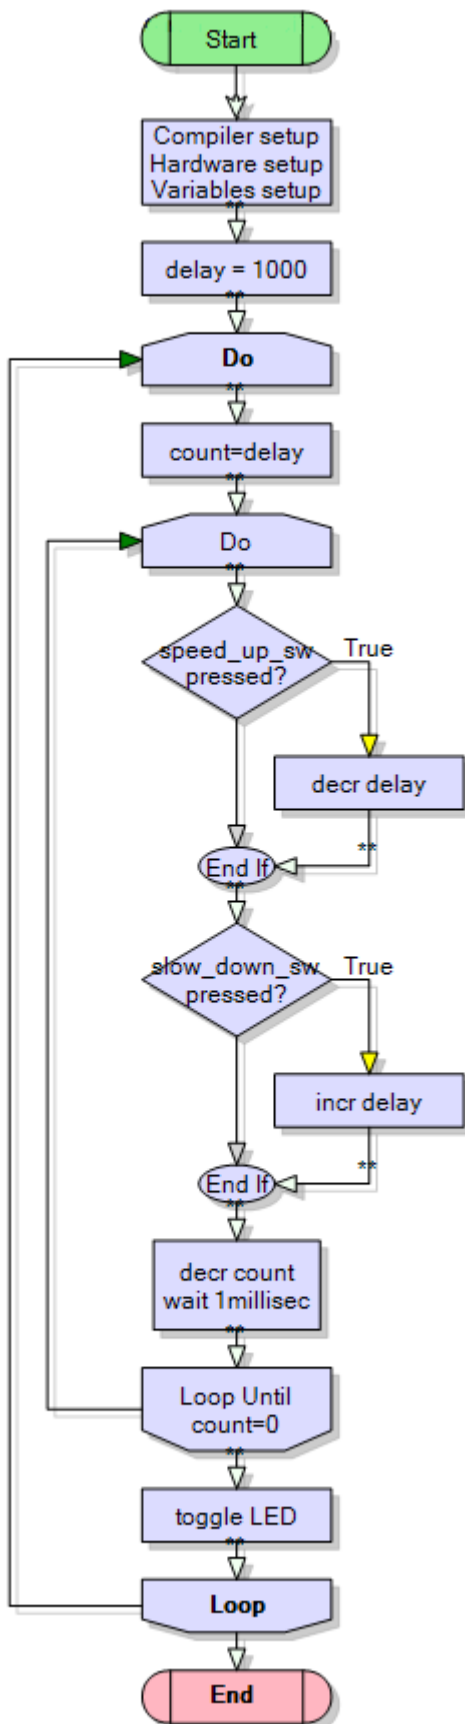 Start
Compiler setup
Hardware setup
Variables setup
**
delay = 1000
**
Do
**
count=delay
**
Do
**
speed_up_sw
pressed?
True
decr delay
**
End If
**
slow_down_sw
pressed?
True
incr delay
**
End If
**
decr count
wait 1millisec
**
Loop Until
count=0
**
toggle LED
**
Loop
End